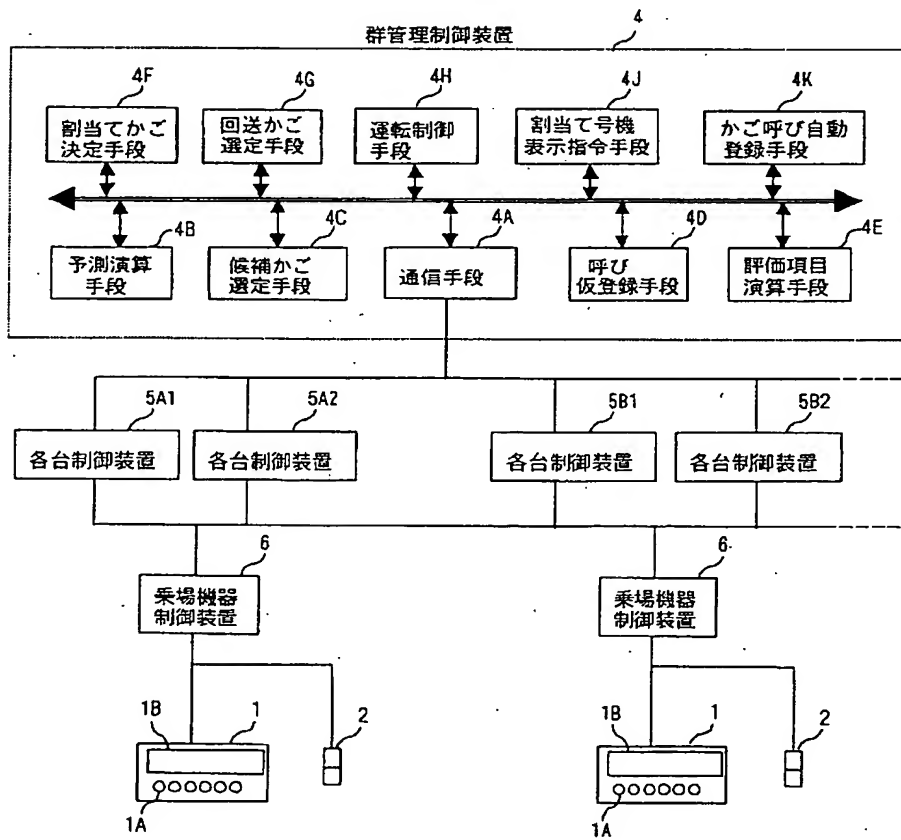 群管理制御装置
4
4F
4G
4H
4J
4K
割当てかご
決定手段
回送かご
選定手段
運転制御
手段
割当て号機
表示指令手段
かご呼び自動
登録手段
4B
4C
4A
4D
4E
予測演算
手段
候補かご
選定手段
通信手段
呼び
仮登録手段
評価項目
演算手段
5A1
5A2
5B1
5B2
各台制御装置
各台制御装置
各台制御装置
各台制御装置
6
6
乗場機器
制御装置
乗場機器
制御装置
1B
1
2
1B
1
2
1A
1A